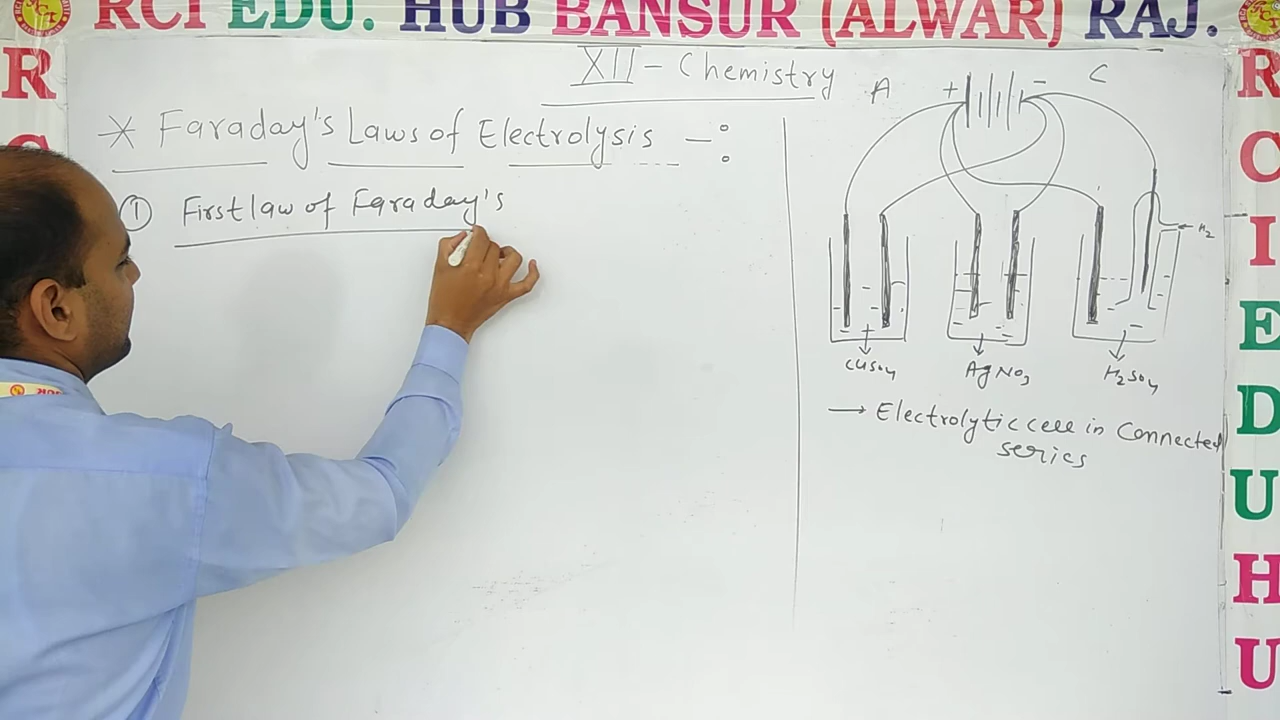 RCI EDU. HUB BANSUR (ALWAR) RAJ.
XII - Chemistry
* Faraday's Laws of Electrolysis -:
① First law of Faraday's
A + - C
H2
CuSO4 AgNO3 H2SO4
→ Electrolytic cell in Connected
series
R
C
R
C
I
E
D
U
H
U